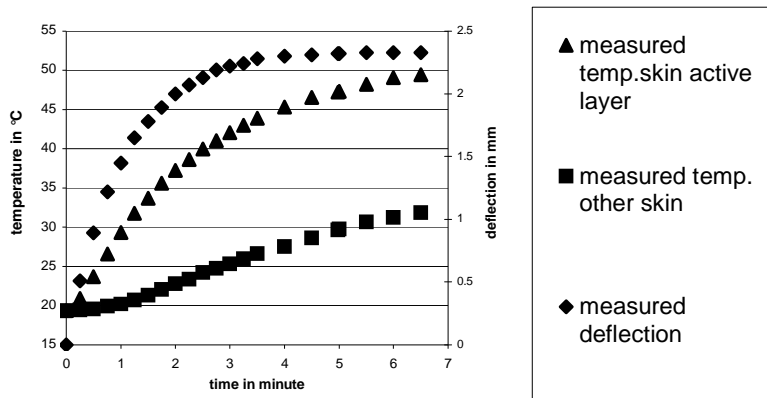 55
50
45
40
35
30
25
20
15
temperature in °C
0
1
2
3
4
5
6
7
time in minute
2.5
2
1.5
1
0.5
0
deflection in mm
measured
temp.skin active
layer
measured temp.
other skin
measured
deflection